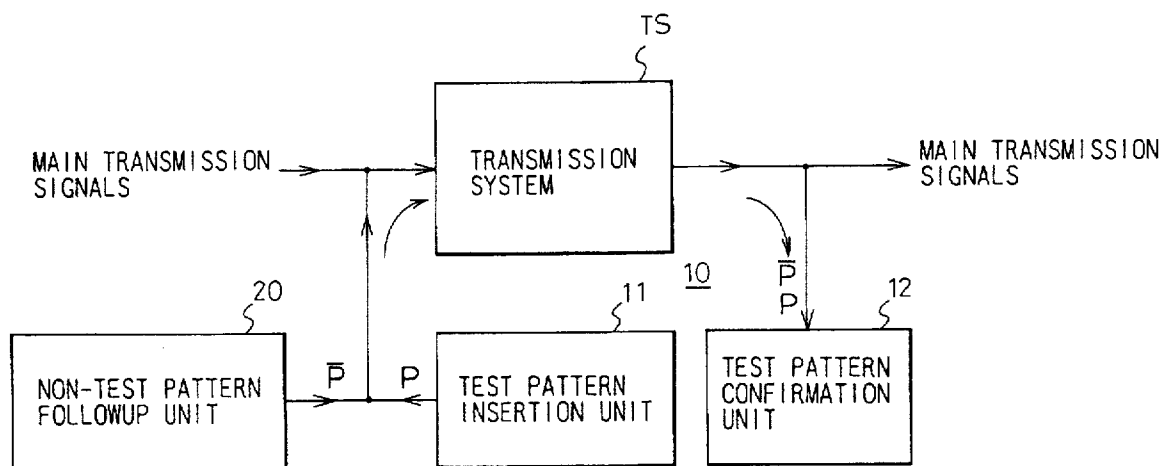 TS
MAIN TRANSMISSION
SIGNALS
TRANSMISSION
SYSTEM
MAIN TRANSMISSION
SIGNALS
10
P̅
P
20
11
12
NON-TEST PATTERN
FOLLOWUP UNIT
P̅
P
TEST PATTERN
INSERTION UNIT
TEST PATTERN
CONFIRMATION
UNIT